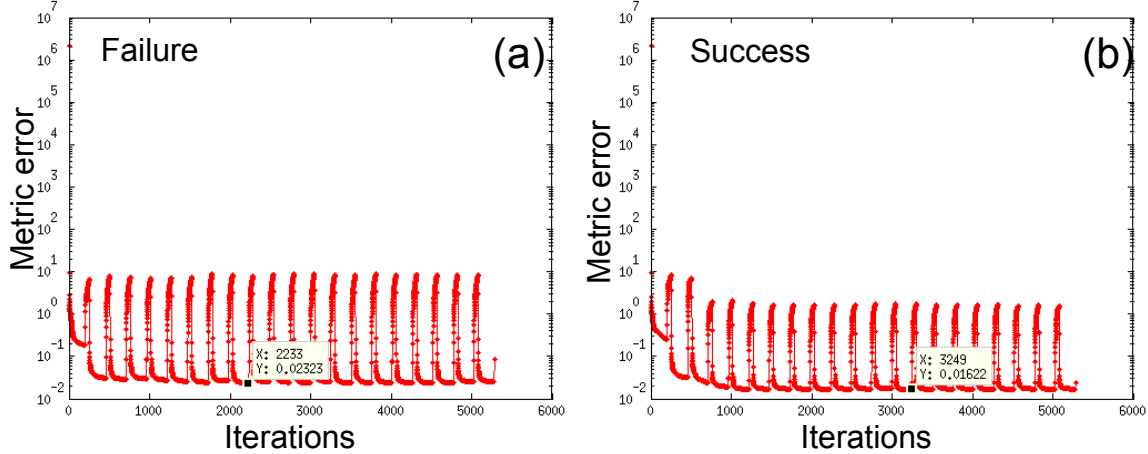 Failure
(a)
Metric error
10^7
10^6
10^5
10^4
10^3
10^2
10^1
10^0
10^-1
10^-2
X: 2233
Y: 0.02323
0 1000 2000 3000 4000 5000 6000
Iterations
Success
(b)
Metric error
10^7
10^6
10^5
10^4
10^3
10^2
10^1
10^0
10^-1
10^-2
X: 3249
Y: 0.01622
0 1000 2000 3000 4000 5000 6000
Iterations